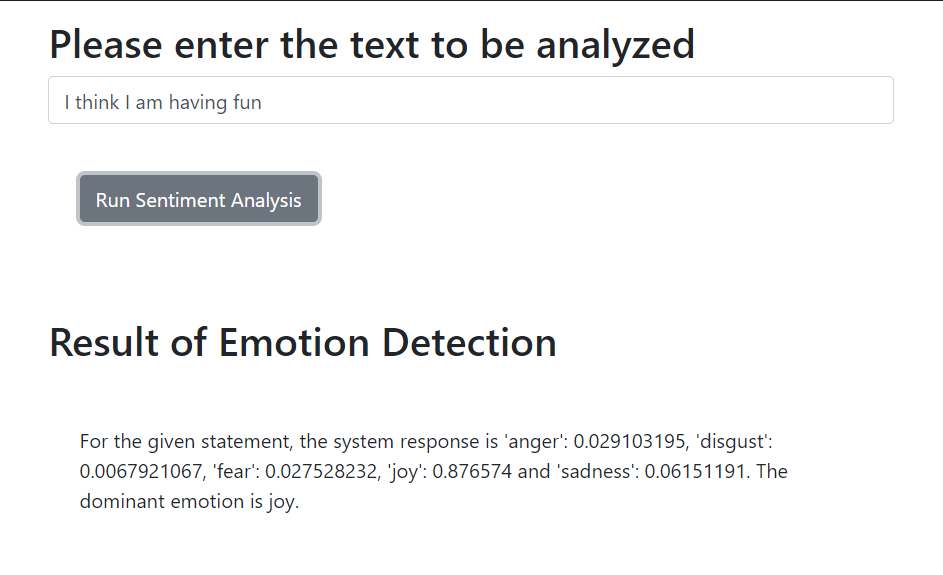 Please enter the text to be analyzed
I think I am having fun
Run Sentiment Analysis
Result of Emotion Detection
For the given statement, the system response is 'anger': 0.029103195, 'disgust':
0.0067921067, 'fear': 0.027528232, 'joy': 0.876574 and 'sadness': 0.06151191. The
dominant emotion is joy.